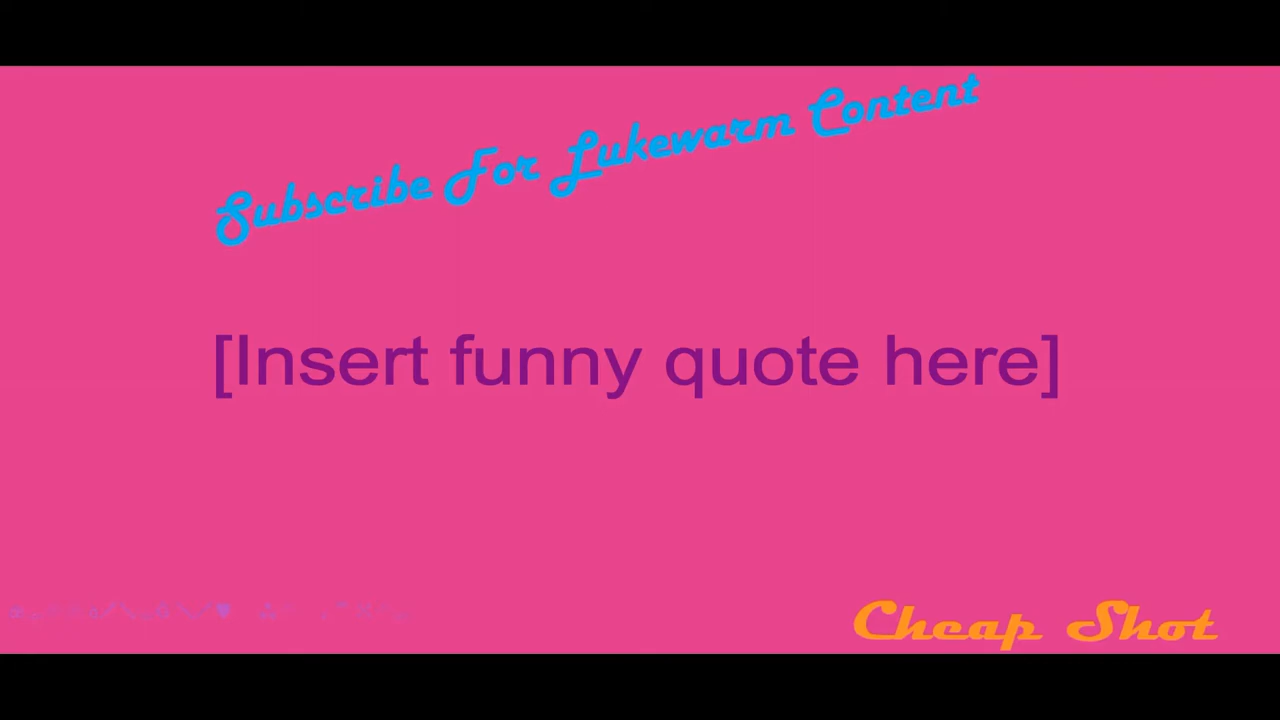 Subscribe For Lukewarm Content
[Insert funny quote here]
Cheap Shot